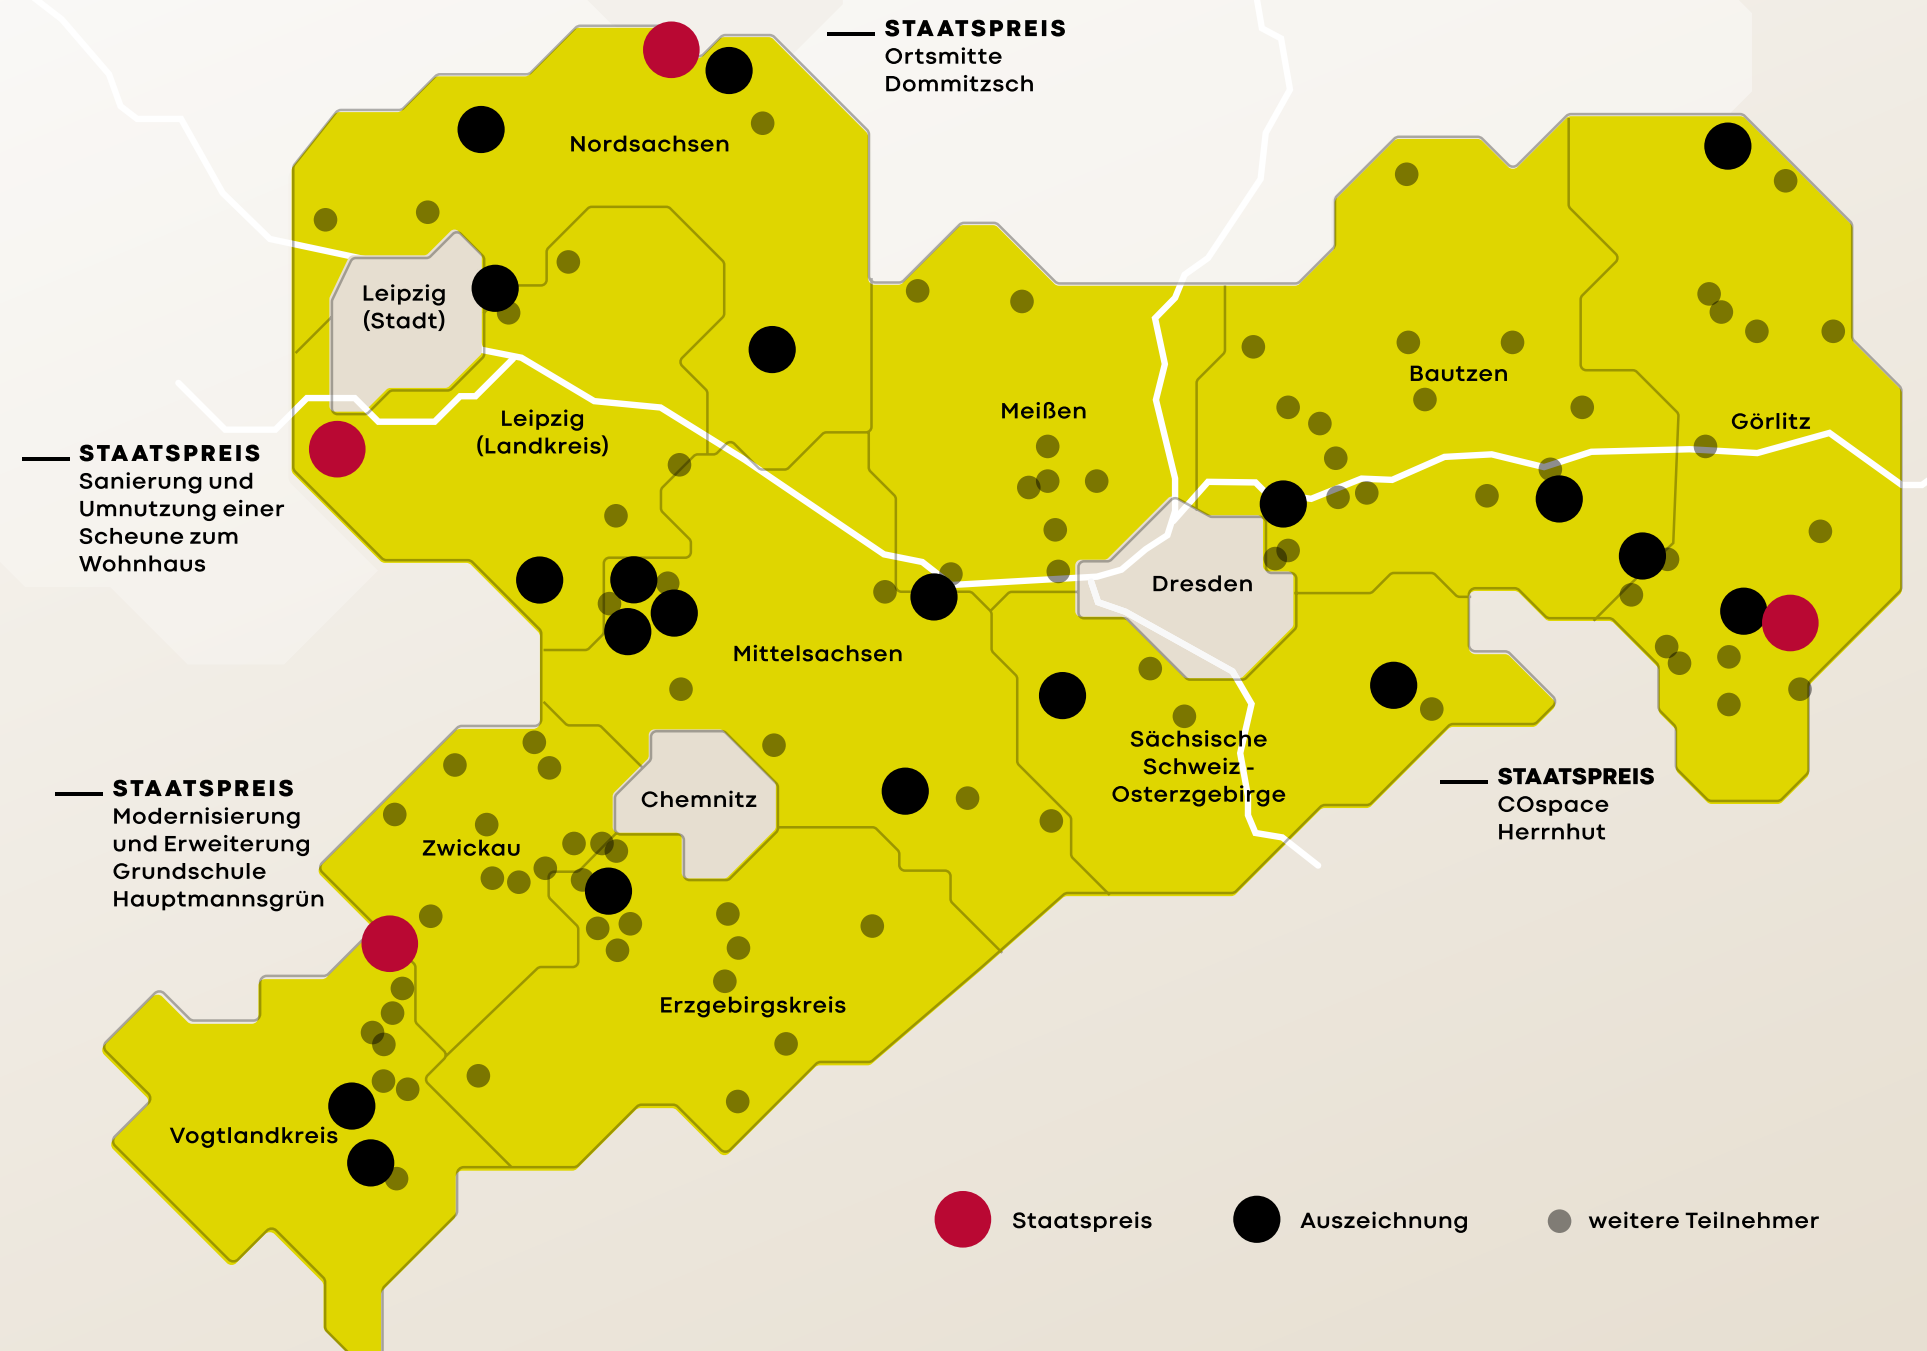 STAATSPREIS
Ortsmitte
Dommitzsch
Nordsachsen
Leipzig
(Stadt)
Leipzig
(Landkreis)
Meißen
Bautzen
Görlitz
STAATSPREIS
Sanierung und
Umnutzung einer
Scheune zum
Wohnhaus
Dresden
Mittelsachsen
Sächsische
Schweiz-
Osterzgebirge
STAATSPREIS
COspace
Herrnhut
STAATSPREIS
Modernisierung
und Erweiterung
Grundschule
Hauptmannsgrün
Chemnitz
Zwickau
Erzgebirgskreis
Vogtlandkreis
Staatspreis
Auszeichnung
weitere Teilnehmer